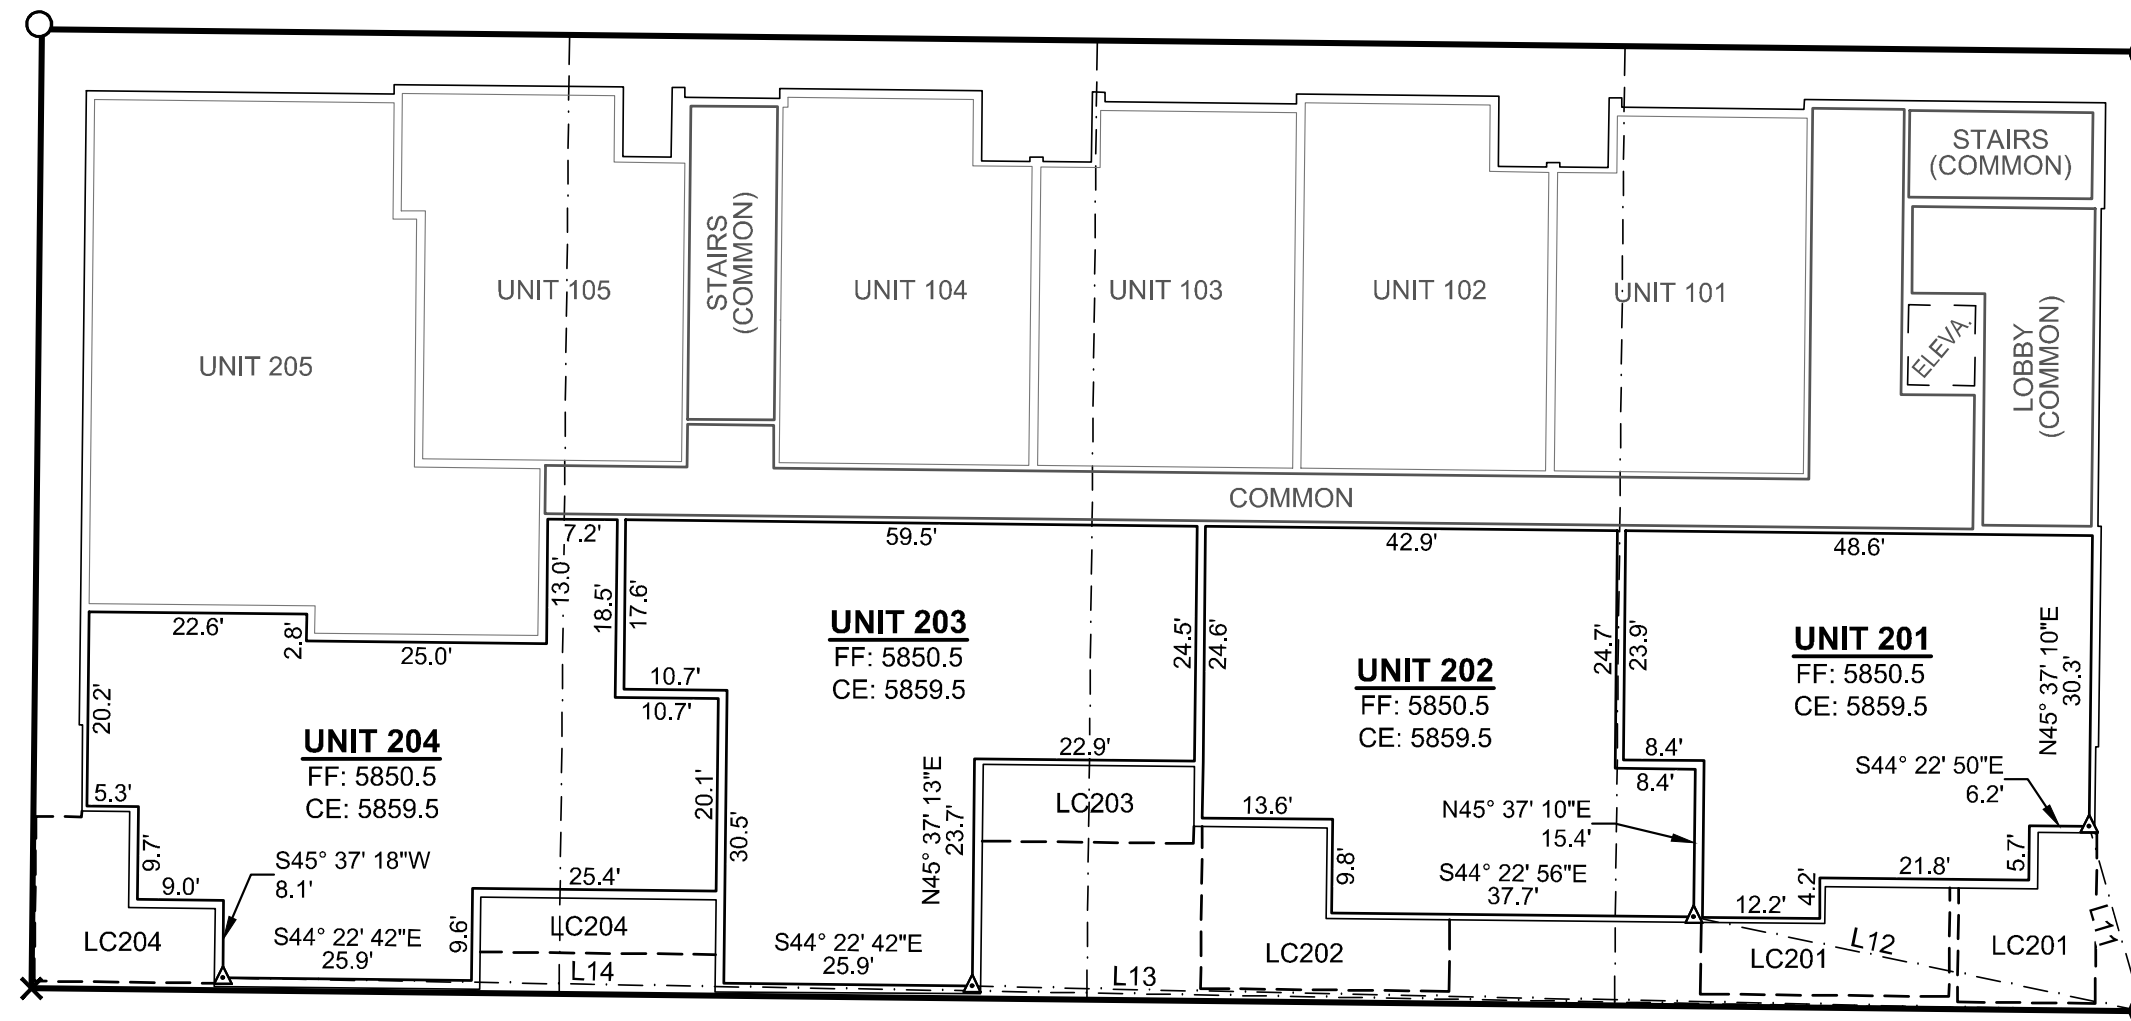 STAIRS
(COMMON)
STAIRS
(COMMON)
UNIT 105
UNIT 104
UNIT 103
UNIT 102
UNIT 101
UNIT 205
ELEVA.
LOBBY
(COMMON)
COMMON
7.2'
59.5'
42.9'
48.6'
13.0'
18.5'
17.6'
22.6'
2.8'
25.0'
UNIT 203
FF: 5850.5
CE: 5859.5
24.5'
24.6'
UNIT 202
FF: 5850.5
CE: 5859.5
24.7'
23.9'
UNIT 201
FF: 5850.5
CE: 5859.5
N45° 37' 10"E
30.3'
20.2'
10.7'
10.7'
UNIT 204
FF: 5850.5
CE: 5859.5
22.9'
8.4'
8.4'
S44° 22' 50"E
6.2'
5.3'
20.1'
30.5'
N45° 37' 13"E
23.7'
LC203
13.6'
N45° 37' 10"E
15.4'
9.7'
S45° 37' 18"W
8.1'
9.0'
25.4'
9.8'
S44° 22' 56"E
37.7'
21.8'
5.7'
4.2'
12.2'
LC204
S44° 22' 42"E
25.9'
9.6'
LC204
L14
S44° 22' 42"E
25.9'
L13
LC202
LC201
L12
LC201
L11